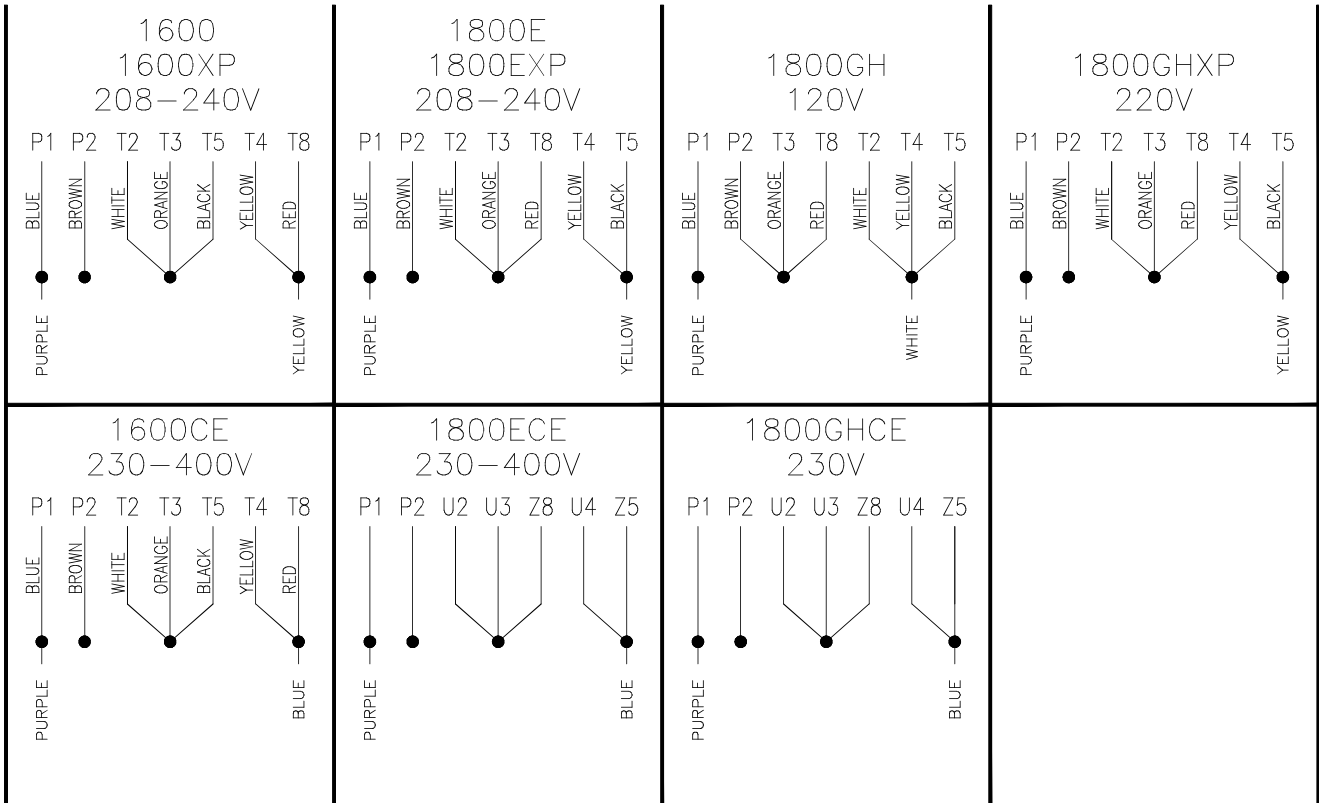 1600
1600XP
208-240V
P1 P2 T2 T3 T5 T4 T8
BLUE BROWN WHITE ORANGE BLACK YELLOW RED
PURPLE YELLOW
1800E
1800EXP
208-240V
P1 P2 T2 T3 T8 T4 T5
BLUE BROWN WHITE ORANGE RED YELLOW BLACK
PURPLE YELLOW
1800GH
120V
P1 P2 T3 T8 T2 T4 T5
BLUE BROWN ORANGE RED WHITE YELLOW BLACK
PURPLE WHITE
1800GHXP
220V
P1 P2 T2 T3 T8 T4 T5
BLUE BROWN WHITE ORANGE RED YELLOW BLACK
PURPLE YELLOW
1600CE
230-400V
P1 P2 T2 T3 T5 T4 T8
BLUE BROWN WHITE ORANGE BLACK YELLOW RED
PURPLE BLUE
1800ECE
230-400V
P1 P2 U2 U3 Z8 U4 Z5
PURPLE BLUE
1800GHCE
230V
P1 P2 U2 U3 Z8 U4 Z5
PURPLE BLUE